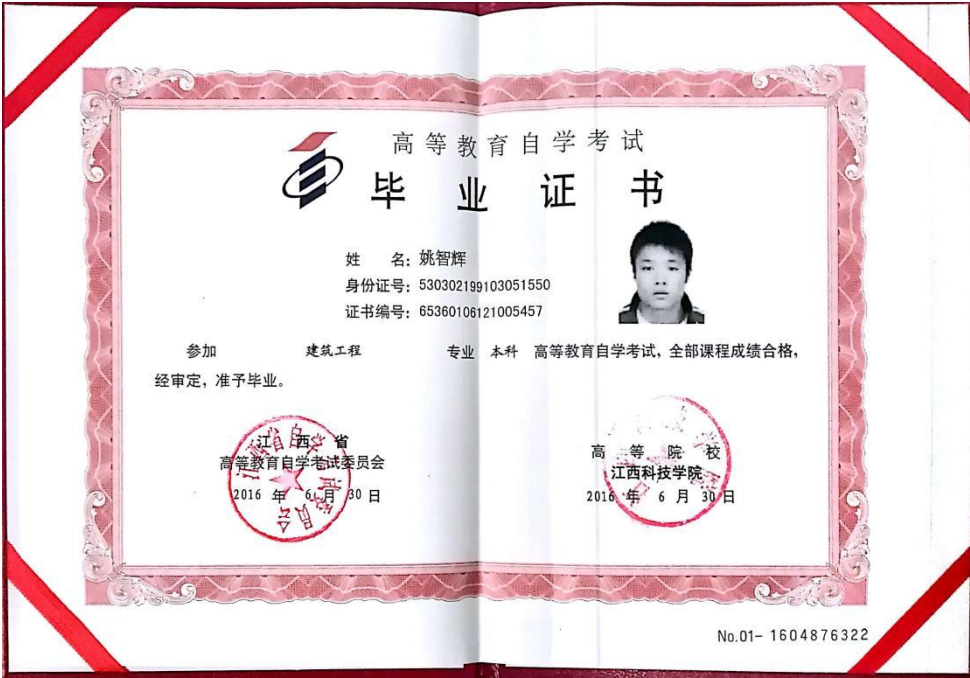 高等教育自学考试
毕业证书
姓 名：姚智辉
身份证号：530302199103051550
证书编号：65360106121005457
参加 建筑工程 专业 本科 高等教育自学考试，全部课程成绩合格，
经审定，准予毕业。
江西省
高等教育自学考试委员会
2016 年 6 月 30 日
高等院校
江西科技学院
2016 年 6 月 30 日
No.01- 1604876322